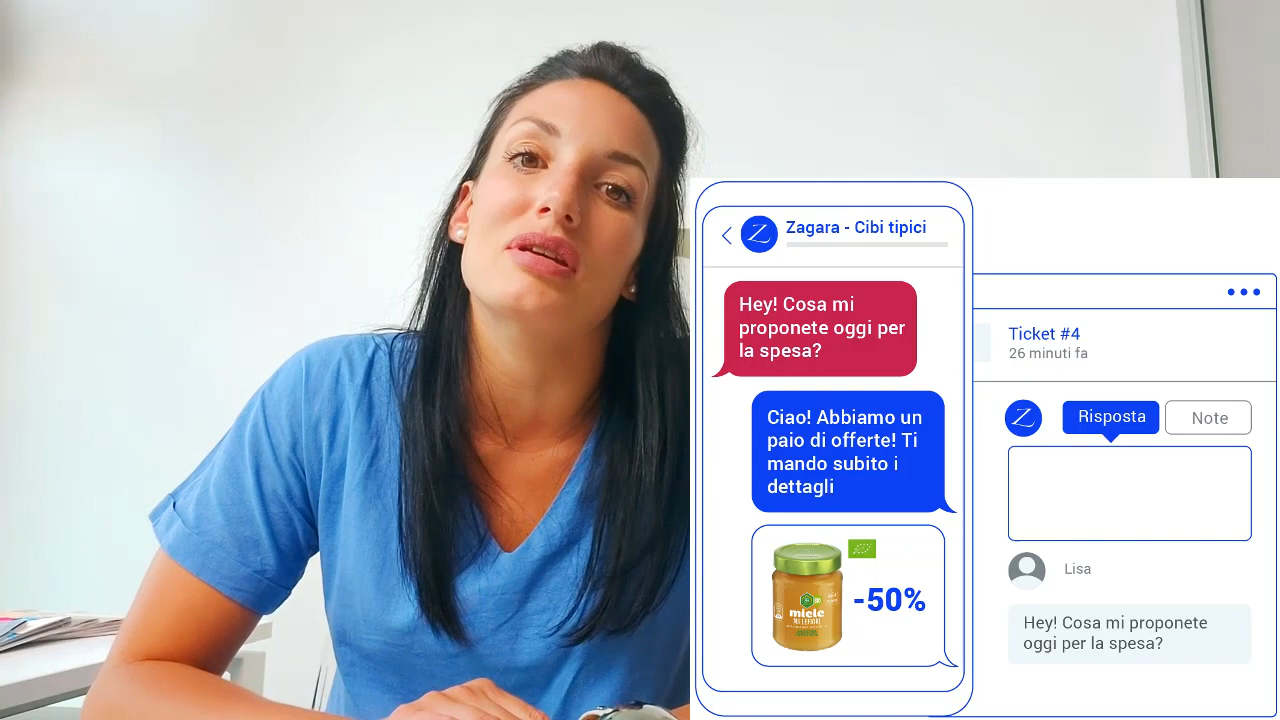 Zagara - Cibi tipici
Hey! Cosa mi
proponete oggi per
la spesa?
Ciao! Abbiamo un
paio di offerte! Ti
mando subito i
dettagli
miele
MILLEFIORI
-50%
Ticket #4
26 minuti fa
Risposta
Note
Lisa
Hey! Cosa mi proponete
oggi per la spesa?